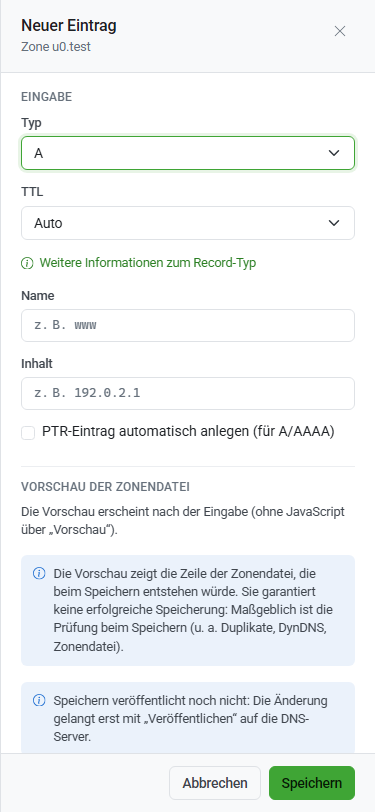 Neuer Eintrag
Zone u0.test
EINGABE
Typ
A
TTL
Auto
Weitere Informationen zum Record-Typ
Name
z. B. www
Inhalt
z. B. 192.0.2.1
PTR-Eintrag automatisch anlegen (für A/AAAA)
VORSCHAU DER ZONENDATEI
Die Vorschau erscheint nach der Eingabe (ohne JavaScript
über „Vorschau“).
Die Vorschau zeigt die Zeile der Zonendatei, die
beim Speichern entstehen würde. Sie garantiert
keine erfolgreiche Speicherung: Maßgeblich ist die
Prüfung beim Speichern (u. a. Duplikate, DynDNS,
Zonendatei).
Speichern veröffentlicht noch nicht: Die Änderung
gelangt erst mit „Veröffentlichen“ auf die DNS-
Server.
Abbrechen
Speichern